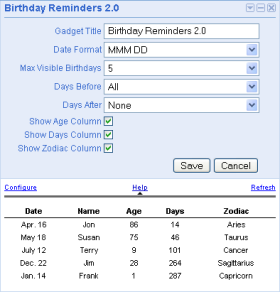 Birthday Reminders 2.0
Gadget Title Birthday Reminders 2.0
Date Format MMM DD
Max Visible Birthdays 5
Days Before All
Days After None
Show Age Column
Show Days Column
Show Zodiac Column
Save Cancel
Configure Help Refresh
Date Name Age Days Zodiac
Apr. 16 Jon 86 14 Aries
May 18 Susan 75 46 Taurus
July 12 Terry 9 101 Cancer
Dec. 22 Jim 28 264 Sagittarius
Jan. 14 Frank 1 287 Capricorn